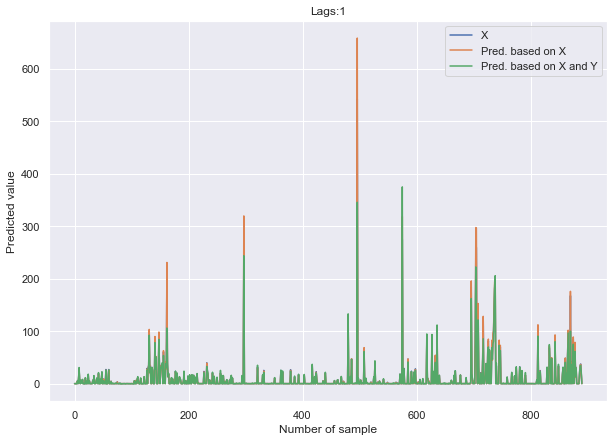 Lags:1
X
Pred. based on X
Pred. based on X and Y
Predicted value
600
500
400
300
200
100
0
0
200
400
600
800
Number of sample